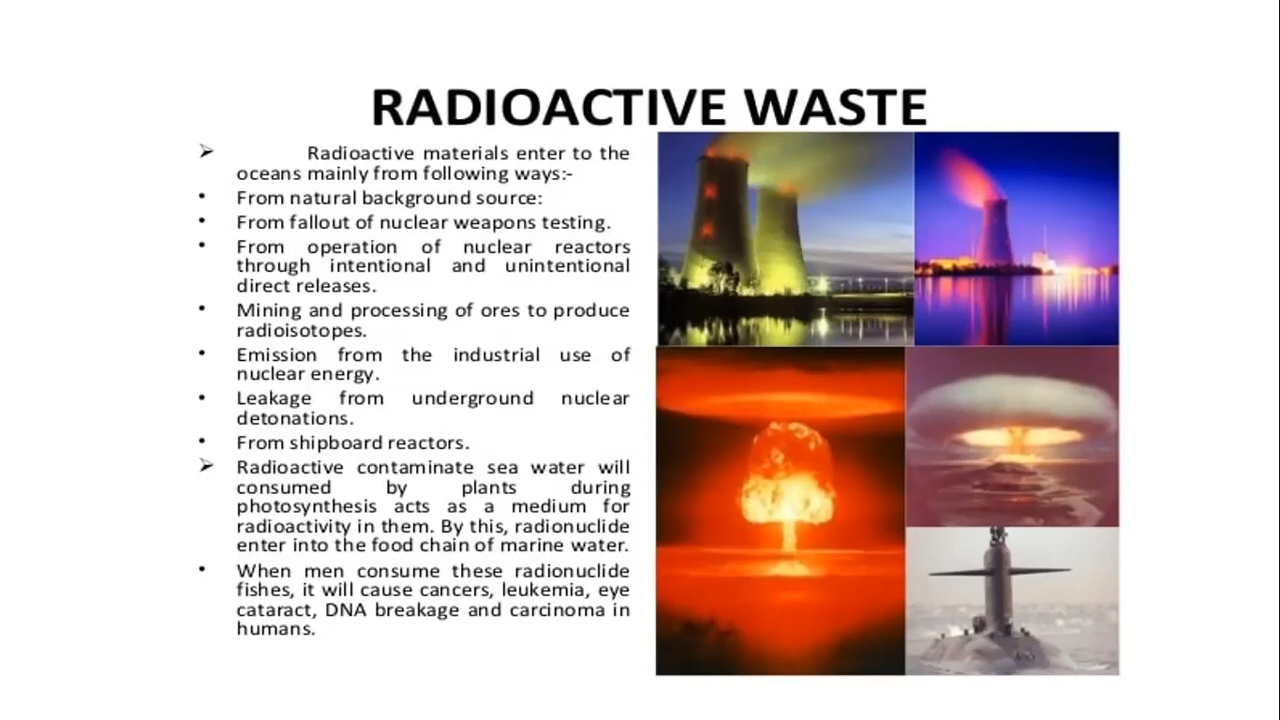 RADIOACTIVE WASTE
➢ Radioactive materials enter to the
oceans mainly from following ways:-
• From natural background source:
• From fallout of nuclear weapons testing.
• From operation of nuclear reactors
through intentional and unintentional
direct releases.
• Mining and processing of ores to produce
radioisotopes.
• Emission from the industrial use of
nuclear energy.
• Leakage from underground nuclear
detonations.
• From shipboard reactors.
➢ Radioactive contaminate sea water will
consumed by plants during
photosynthesis acts as a medium for
radioactivity in them. By this, radionuclide
enter into the food chain of marine water.
• When men consume these radionuclide
fishes, it will cause cancers, leukemia, eye
cataract, DNA breakage and carcinoma in
humans.